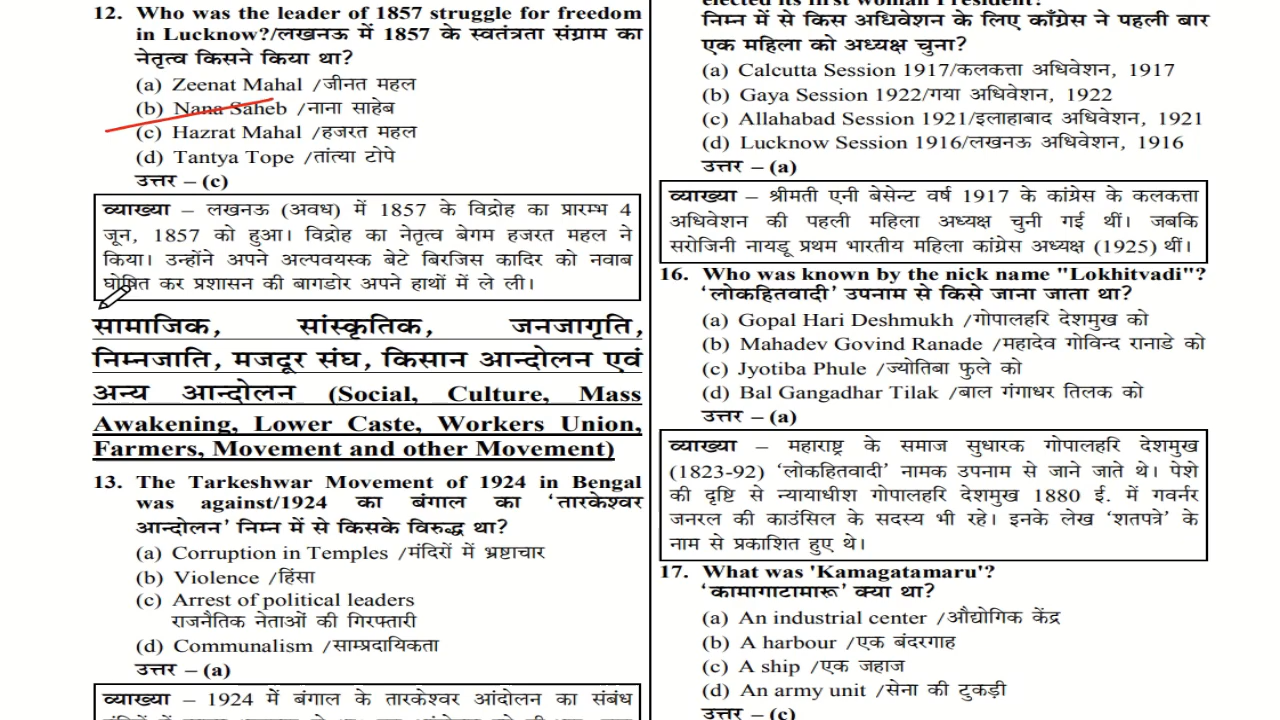 12. Who was the leader of 1857 struggle for freedom
in Lucknow?/लखनऊ में 1857 के स्वतंत्रता संग्राम का
नेतृत्व किसने किया था?
(a) Zeenat Mahal /जीनत महल
(b) Nana Saheb /नाना साहेब
(c) Hazrat Mahal /हजरत महल
(d) Tantya Tope /तांत्या टोपे
उत्तर – (c)
व्याख्या – लखनऊ (अवध) में 1857 के विद्रोह का प्रारम्भ 4
जून, 1857 को हुआ। विद्रोह का नेतृत्व बेगम हजरत महल ने
किया। उन्होंने अपने अल्पवयस्क बेटे बिरजिस कादिर को नवाब
घोषित कर प्रशासन की बागडोर अपने हाथों में ले ली।
सामाजिक, सांस्कृतिक, जनजागृति,
निम्नजाति, मजदूर संघ, किसान आन्दोलन एवं
अन्य आन्दोलन (Social, Culture, Mass
Awakening, Lower Caste, Workers Union,
Farmers, Movement and other Movement)
13. The Tarkeshwar Movement of 1924 in Bengal
was against/1924 का बंगाल का 'तारकेश्वर
आन्दोलन' निम्न में से किसके विरुद्ध था?
(a) Corruption in Temples /मंदिरों में भ्रष्टाचार
(b) Violence /हिंसा
(c) Arrest of political leaders
राजनैतिक नेताओं की गिरफ्तारी
(d) Communalism /साम्प्रदायिकता
उत्तर – (a)
व्याख्या – 1924 में बंगाल के तारकेश्वर आंदोलन का संबंध
निम्न में से किस अधिवेशन के लिए काँग्रेस ने पहली बार
एक महिला को अध्यक्ष चुना?
(a) Calcutta Session 1917/कलकत्ता अधिवेशन, 1917
(b) Gaya Session 1922/गया अधिवेशन, 1922
(c) Allahabad Session 1921/इलाहाबाद अधिवेशन, 1921
(d) Lucknow Session 1916/लखनऊ अधिवेशन, 1916
उत्तर – (a)
व्याख्या – श्रीमती एनी बेसेन्ट वर्ष 1917 के कांग्रेस के कलकत्ता
अधिवेशन की पहली महिला अध्यक्ष चुनी गई थीं। जबकि
सरोजिनी नायडू प्रथम भारतीय महिला कांग्रेस अध्यक्ष (1925) थीं।
16. Who was known by the nick name "Lokhitvadi"?
'लोकहितवादी' उपनाम से किसे जाना जाता था?
(a) Gopal Hari Deshmukh /गोपालहरि देशमुख को
(b) Mahadev Govind Ranade /महादेव गोविन्द रानाडे को
(c) Jyotiba Phule /ज्योतिबा फुले को
(d) Bal Gangadhar Tilak /बाल गंगाधर तिलक को
उत्तर – (a)
व्याख्या – महाराष्ट्र के समाज सुधारक गोपालहरि देशमुख
(1823-92) 'लोकहितवादी' नामक उपनाम से जाने जाते थे। पेशे
की दृष्टि से न्यायाधीश गोपालहरि देशमुख 1880 ई. में गवर्नर
जनरल की काउंसिल के सदस्य भी रहे। इनके लेख 'शतपत्रे' के
नाम से प्रकाशित हुए थे।
17. What was 'Kamagatamaru'?
'कामागाटामारू' क्या था?
(a) An industrial center /औद्योगिक केंद्र
(b) A harbour /एक बंदरगाह
(c) A ship /एक जहाज
(d) An army unit /सेना की टुकड़ी
उत्तर – (c)